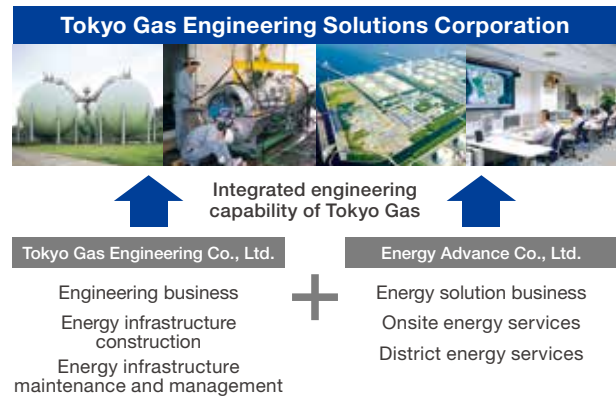 Tokyo Gas Engineering Solutions Corporation
Integrated engineering
capability of Tokyo Gas
Tokyo Gas Engineering Co., Ltd.
Engineering business
Energy infrastructure
construction
Energy infrastructure
maintenance and management
+
Energy Advance Co., Ltd.
Energy solution business
Onsite energy services
District energy services